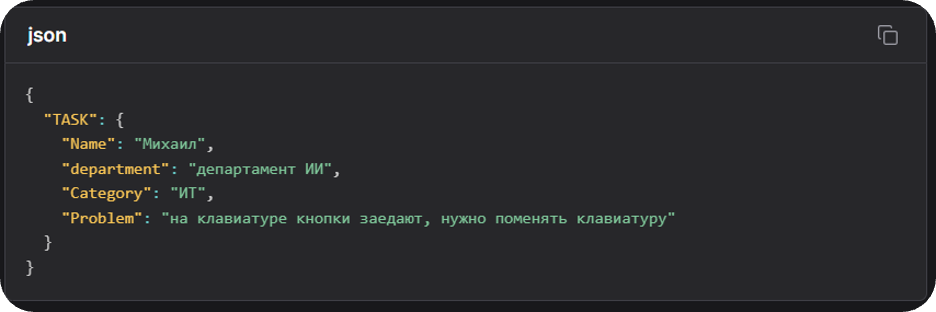 json
{
  "TASK": {
    "Name": "Михаил",
    "department": "департамент ИИ",
    "Category": "ИТ",
    "Problem": "на клавиатуре кнопки заедают, нужно поменять клавиатуру"
  }
}